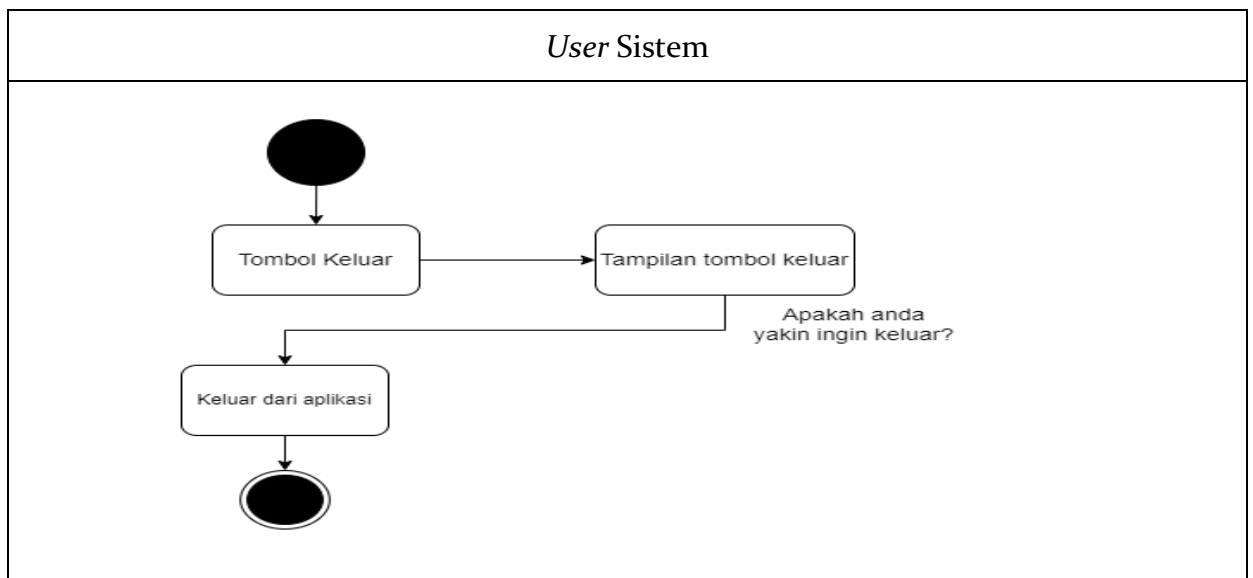 User Sistem
Tombol Keluar
Tampilan tombol keluar
Apakah anda
yakin ingin keluar?
Keluar dari aplikasi